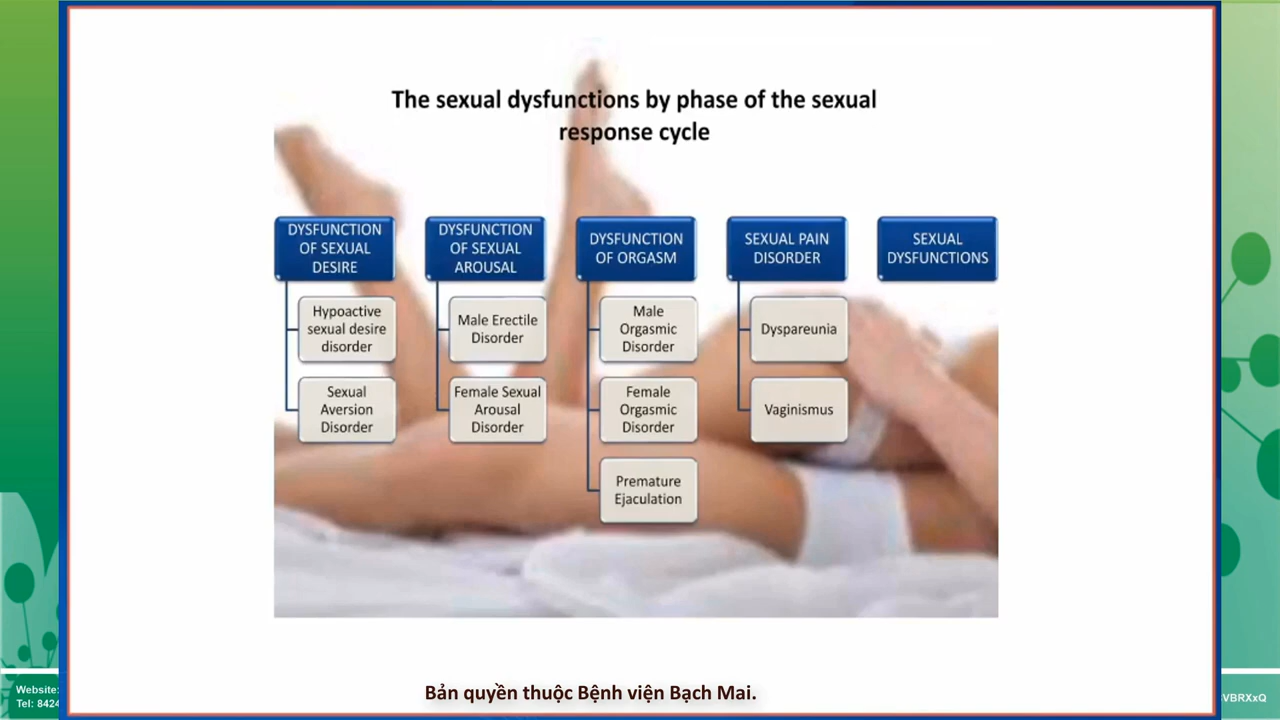 The sexual dysfunctions by phase of the sexual
response cycle
DYSFUNCTION
OF SEXUAL
DESIRE
Hypoactive
sexual desire
disorder
Sexual
Aversion
Disorder
DYSFUNCTION
OF SEXUAL
AROUSAL
Male Erectile
Disorder
Female Sexual
Arousal
Disorder
DYSFUNCTION
OF ORGASM
Male
Orgasmic
Disorder
Female
Orgasmic
Disorder
Premature
Ejaculation
SEXUAL PAIN
DISORDER
Dyspareunia
Vaginismus
SEXUAL
DYSFUNCTIONS
Bản quyền thuộc Bệnh viện Bạch Mai.
Website:
Tel: 8424
VBRXxQ